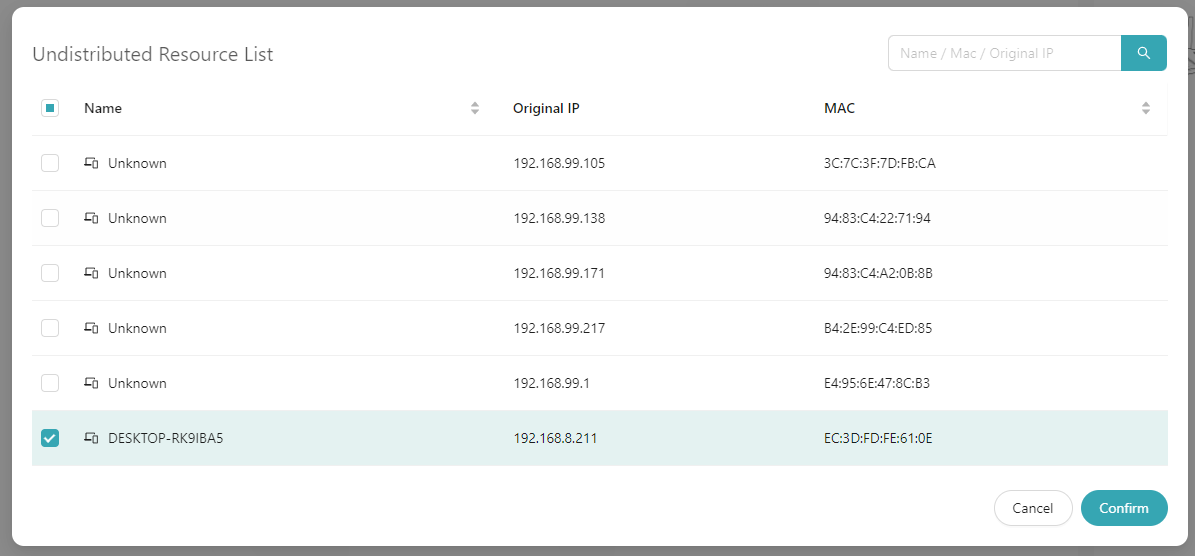 Undistributed Resource List
Name / Mac / Original IP
Name Original IP MAC
Unknown 192.168.99.105 3C:7C:3F:7D:FB:CA
Unknown 192.168.99.138 94:83:C4:22:71:94
Unknown 192.168.99.171 94:83:C4:A2:0B:8B
Unknown 192.168.99.217 B4:2E:99:C4:ED:85
Unknown 192.168.99.1 E4:95:6E:47:8C:B3
DESKTOP-RK9IBA5 192.168.8.211 EC:3D:FD:FE:61:0E
Cancel Confirm